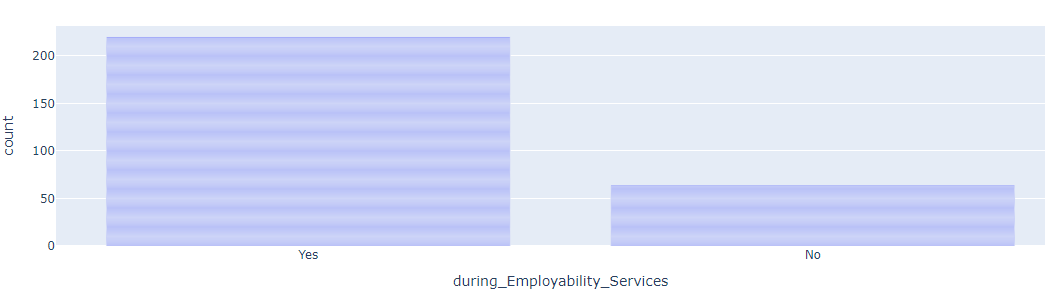 count
200
150
100
50
0
Yes
No
during_Employability_Services